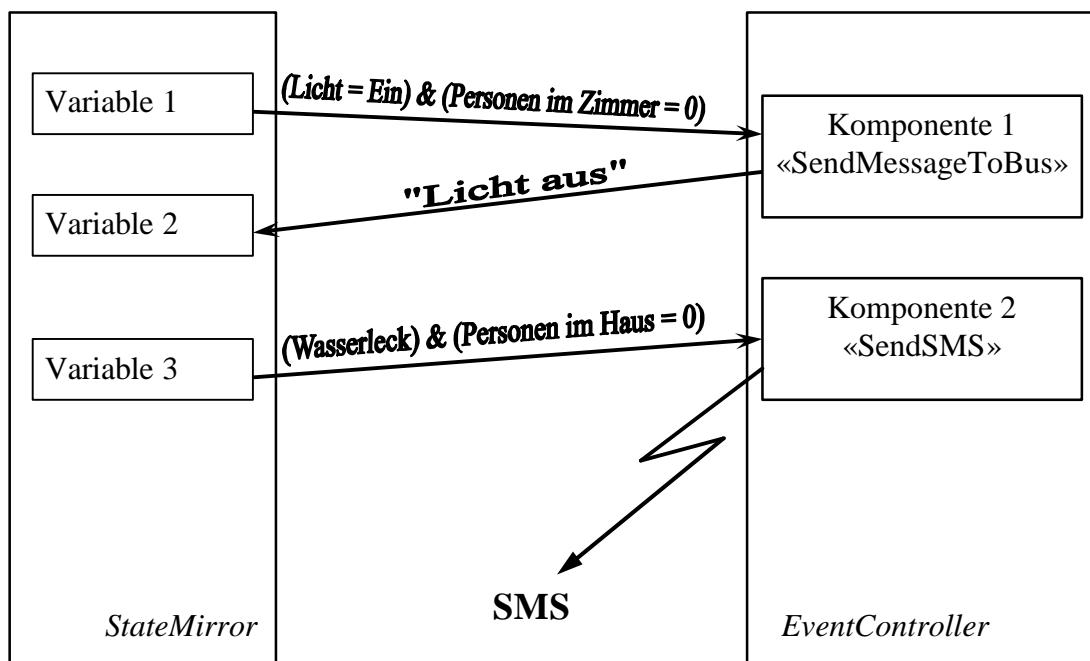 Variable 1
(Licht = Ein) & (Personen im Zimmer = 0)
Komponente 1
«SendMessageToBus»
"Licht aus"
Variable 2
Komponente 2
«SendSMS»
(Wasserleck) & (Personen im Haus = 0)
Variable 3
SMS
StateMirror
EventController